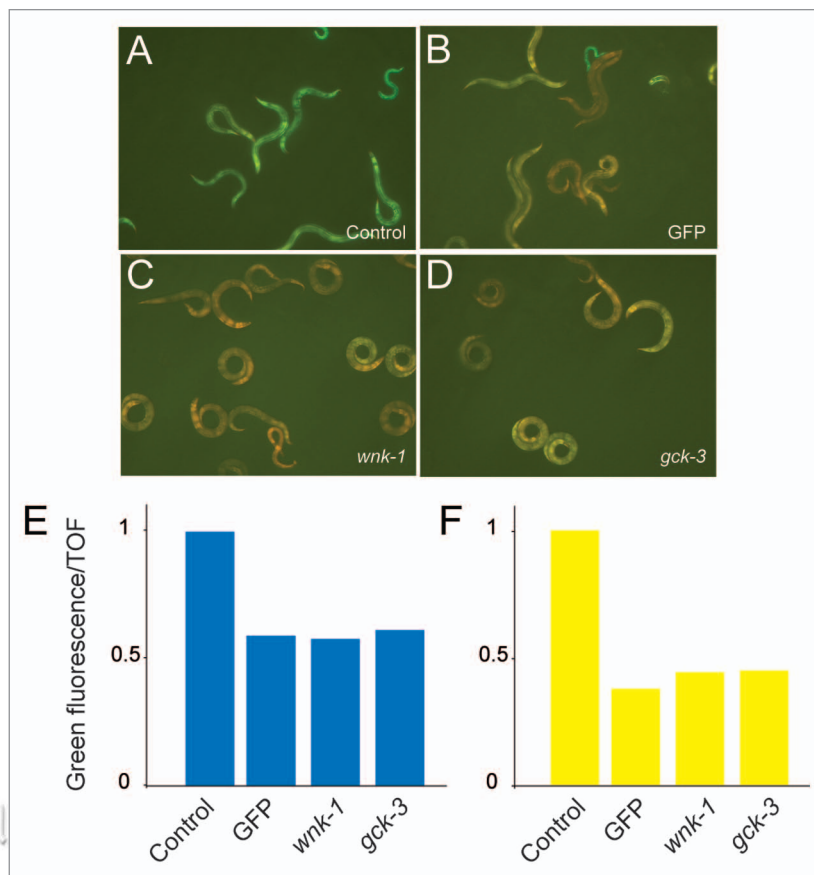 A
Control
B
GFP
C
wnk-1
D
gck-3
E
Green fluorescence/TOF
1
0.5
0
Control
GFP
wnk-1
gck-3
F
1
0.5
0
Control
GFP
wnk-1
gck-3